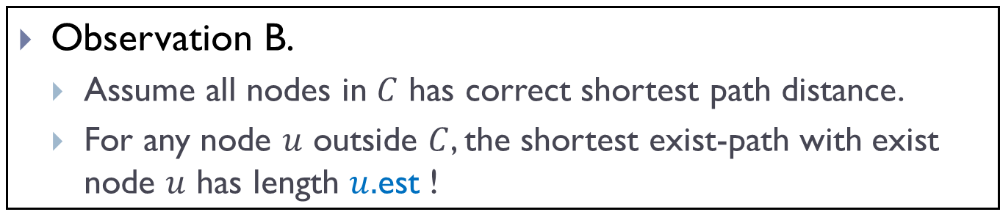 Observation B.
Assume all nodes in C has correct shortest path distance.
For any node u outside C, the shortest exist-path with exist
node u has length u.est !